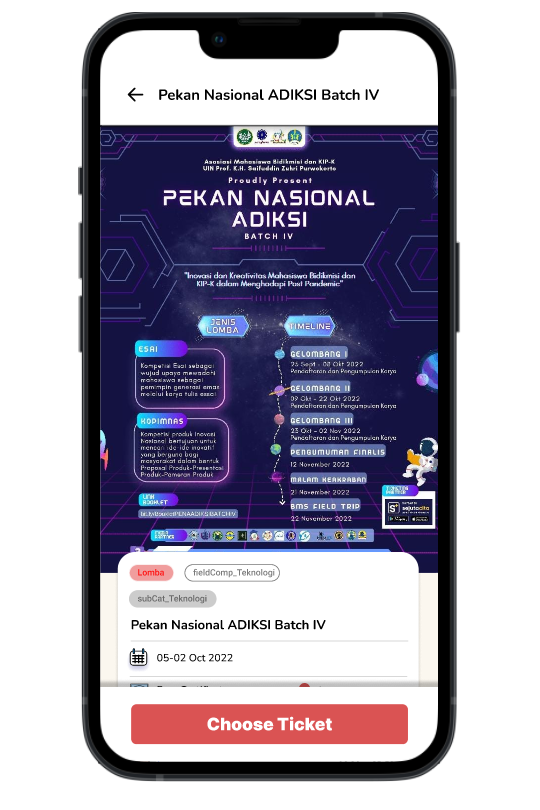 Pekan Nasional ADIKSI Batch IV
Asosiasi Mahasiswa Bidikmisi dan KIP-K
UIN Prof. K.H. Saifuddin Zuhri Purwokerto
Proudly Present
PEKAN NASIONAL
ADIKSI
BATCH IV
"Inovasi dan Kreativitas Mahasiswa Bidikmisi dan
KIP-K dalam Menghadapi Post Pandemic"
JENIS
LOMBA
TIMELINE
ESAI
Kompetisi Esai sebagai
wujud upaya mewadahi
mahasiswa sebagai
pemimpin generasi emas
melalui karya tulis essai
KOPIMNAS
Kompetisi produk Inovasi
Nasional bertujuan untuk
mencari ide-ide inovatif
yang berguna bagi
masyarakat dalam bentuk
Proposal Produk-Presentasi
Produk-Pameran Produk
LINK
BOOKLET
GELOMBANG I
25 Sept - 08 Okt 2022
Pendaftaran dan Pengumpulan Karya
GELOMBANG II
09 Okt - 22 Okt 2022
Pendaftaran dan Pengumpulan Karya
GELOMBANG III
23 Okt - 02 Nov 2022
Pendaftaran dan Pengumpulan Karya
PENGUMUMAN FINALIS
12 November 2022
MALAM KEAKRABAN
21 November 2022
BMS FIELD TRIP
22 November 2022
sejutacita
Lomba
fieldComp_Teknologi
subCat_Teknologi
Pekan Nasional ADIKSI Batch IV
05-02 Oct 2022
Choose Ticket